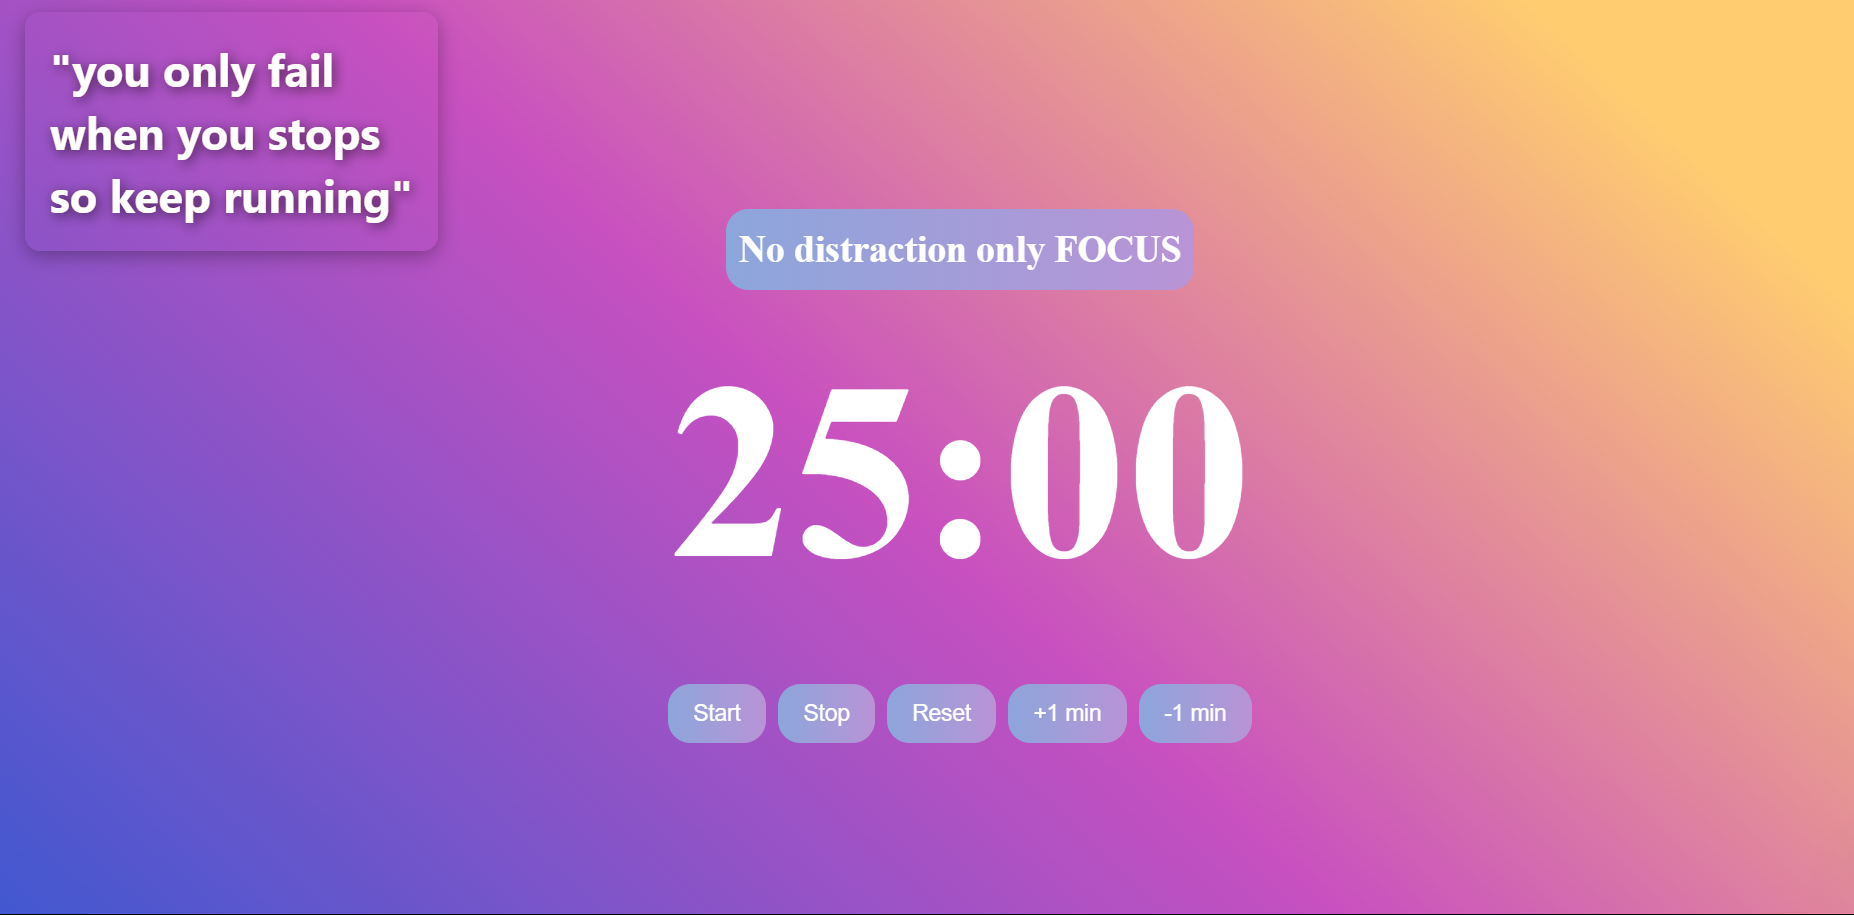 "you only fail
when you stops
so keep running"
No distraction only FOCUS
25:00
Start Stop Reset +1 min -1 min